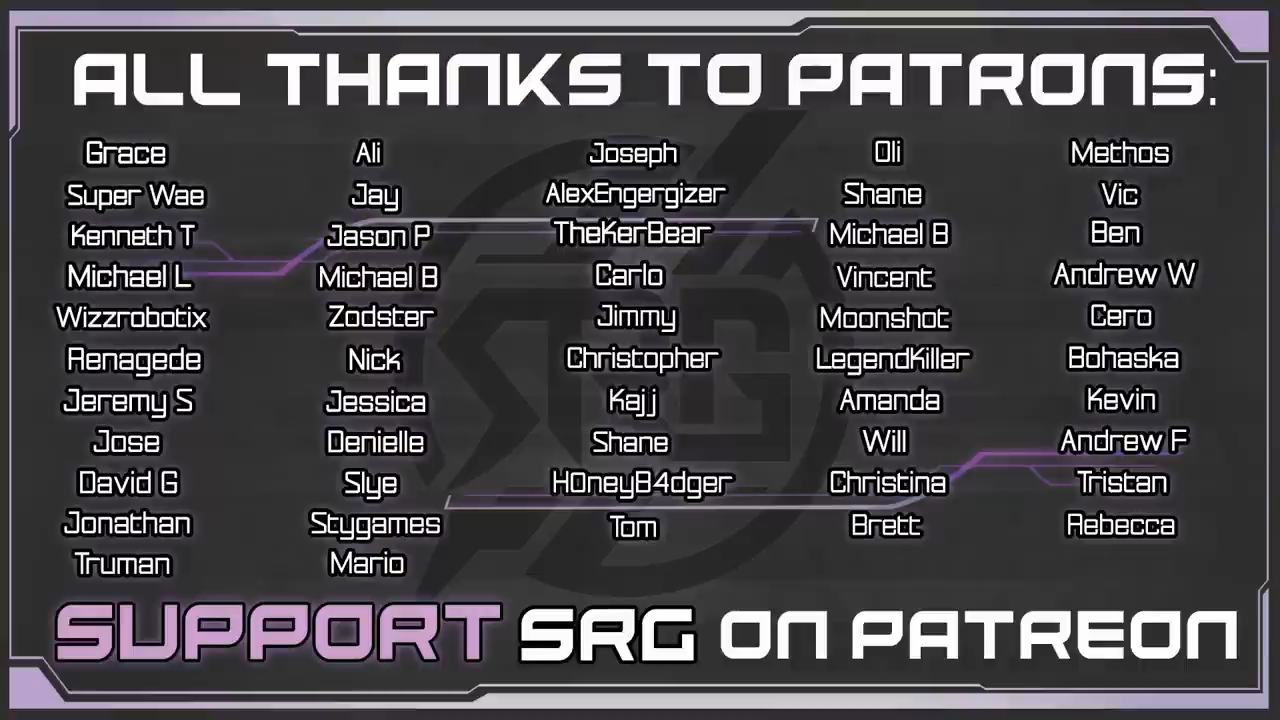 ALL THANKS TO PATRONS:
Grace
Super Wae
Kenneth T
Michael L
Wizzrobotix
Renagede
Jeremy S
Jose
David G
Jonathan
Truman
Ali
Jay
Jason P
Michael B
Zodster
Nick
Jessica
Denielle
Slye
Stygames
Mario
Joseph
AlexEngergizer
TheKerBear
Carlo
Jimmy
Christopher
Kajj
Shane
H0neyB4dger
Tom
Oli
Shane
Michael B
Vincent
Moonshot
LegendKiller
Amanda
Will
Christina
Brett
Methos
Vic
Ben
Andrew W
Cero
Bohaska
Kevin
Andrew F
Tristan
Rebecca
SUPPORT SRG ON PATREON